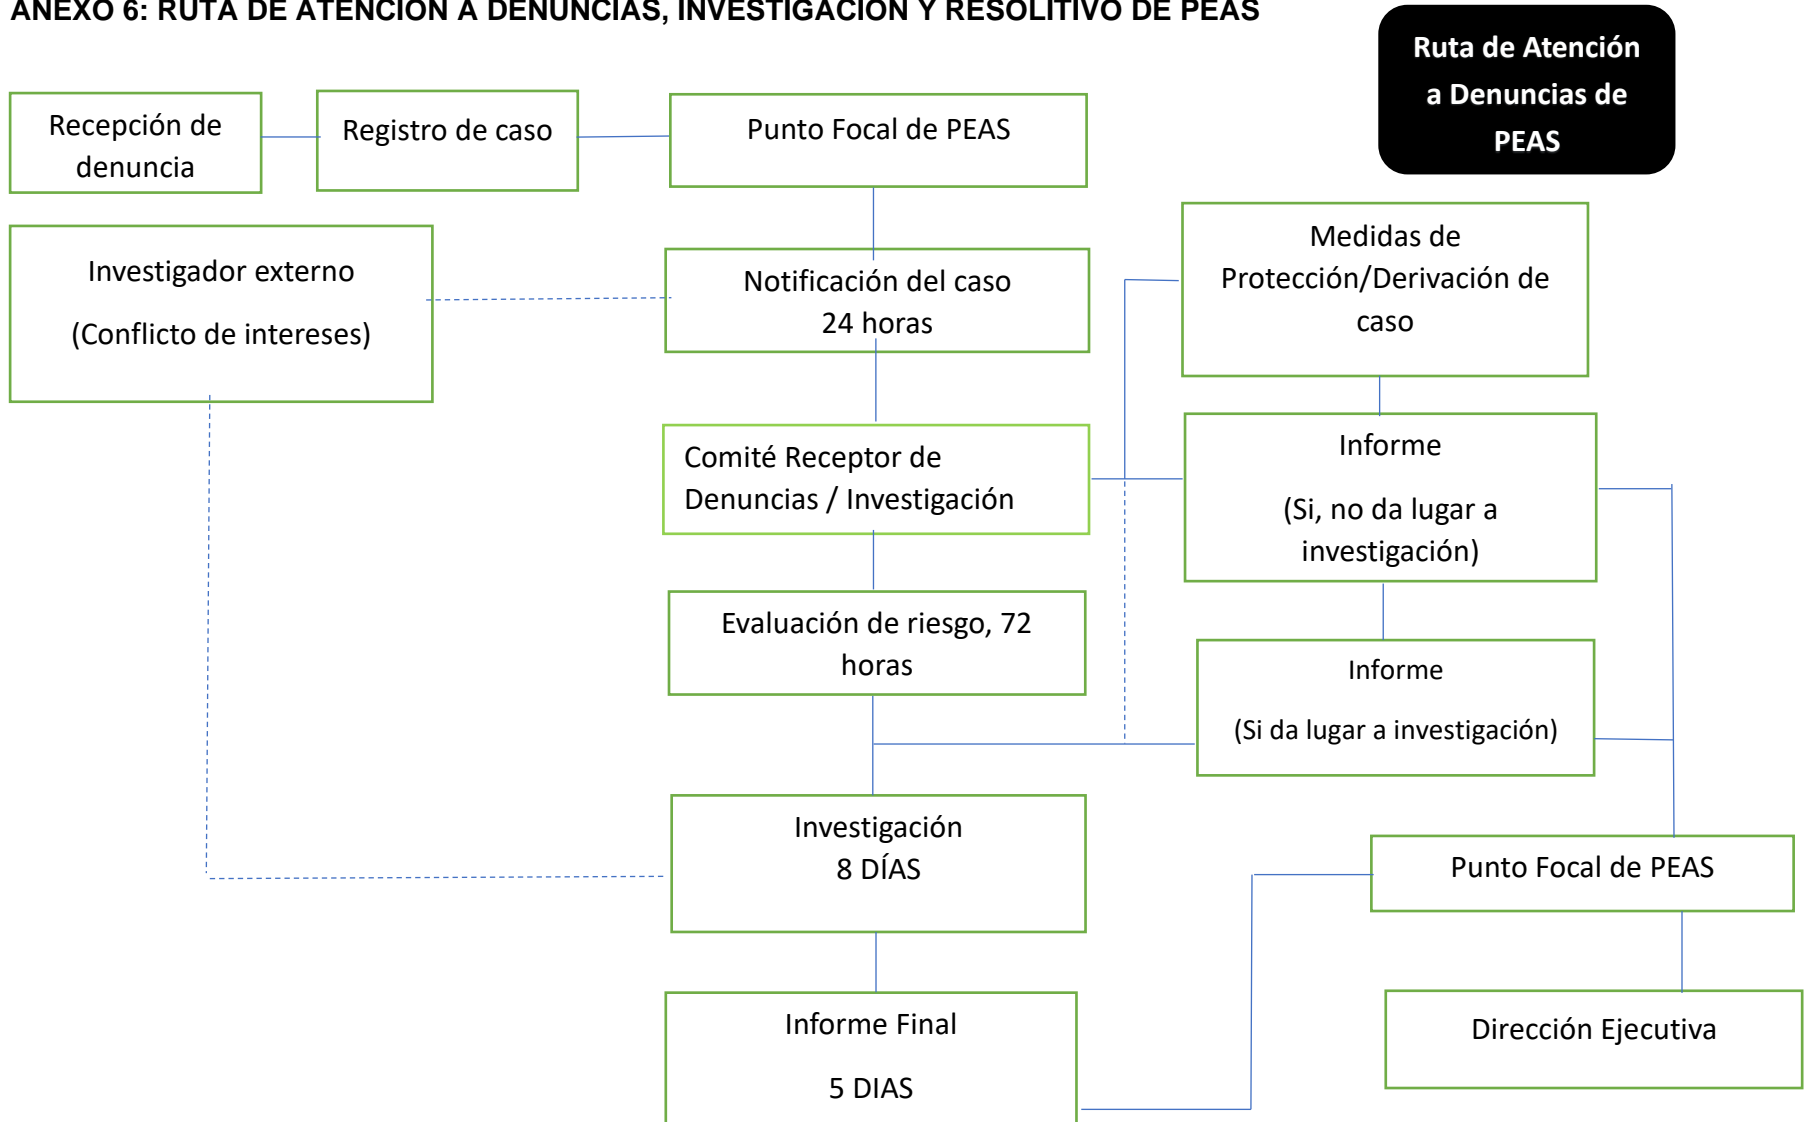 ANEXO 6: RUTA DE ATENCION A DENUNCIAS, INVESTIGACION Y RESOLITIVO DE PEAS
Ruta de Atención
a Denuncias de
PEAS
Recepción de
denuncia
Registro de caso
Punto Focal de PEAS
Investigador externo
(Conflicto de intereses)
Notificación del caso
24 horas
Medidas de
Protección/Derivación de
caso
Comité Receptor de
Denuncias / Investigación
Informe
(Si, no da lugar a
investigación)
Evaluación de riesgo, 72
horas
Informe
(Si da lugar a investigación)
Investigación
8 DÍAS
Punto Focal de PEAS
Informe Final
5 DIAS
Dirección Ejecutiva